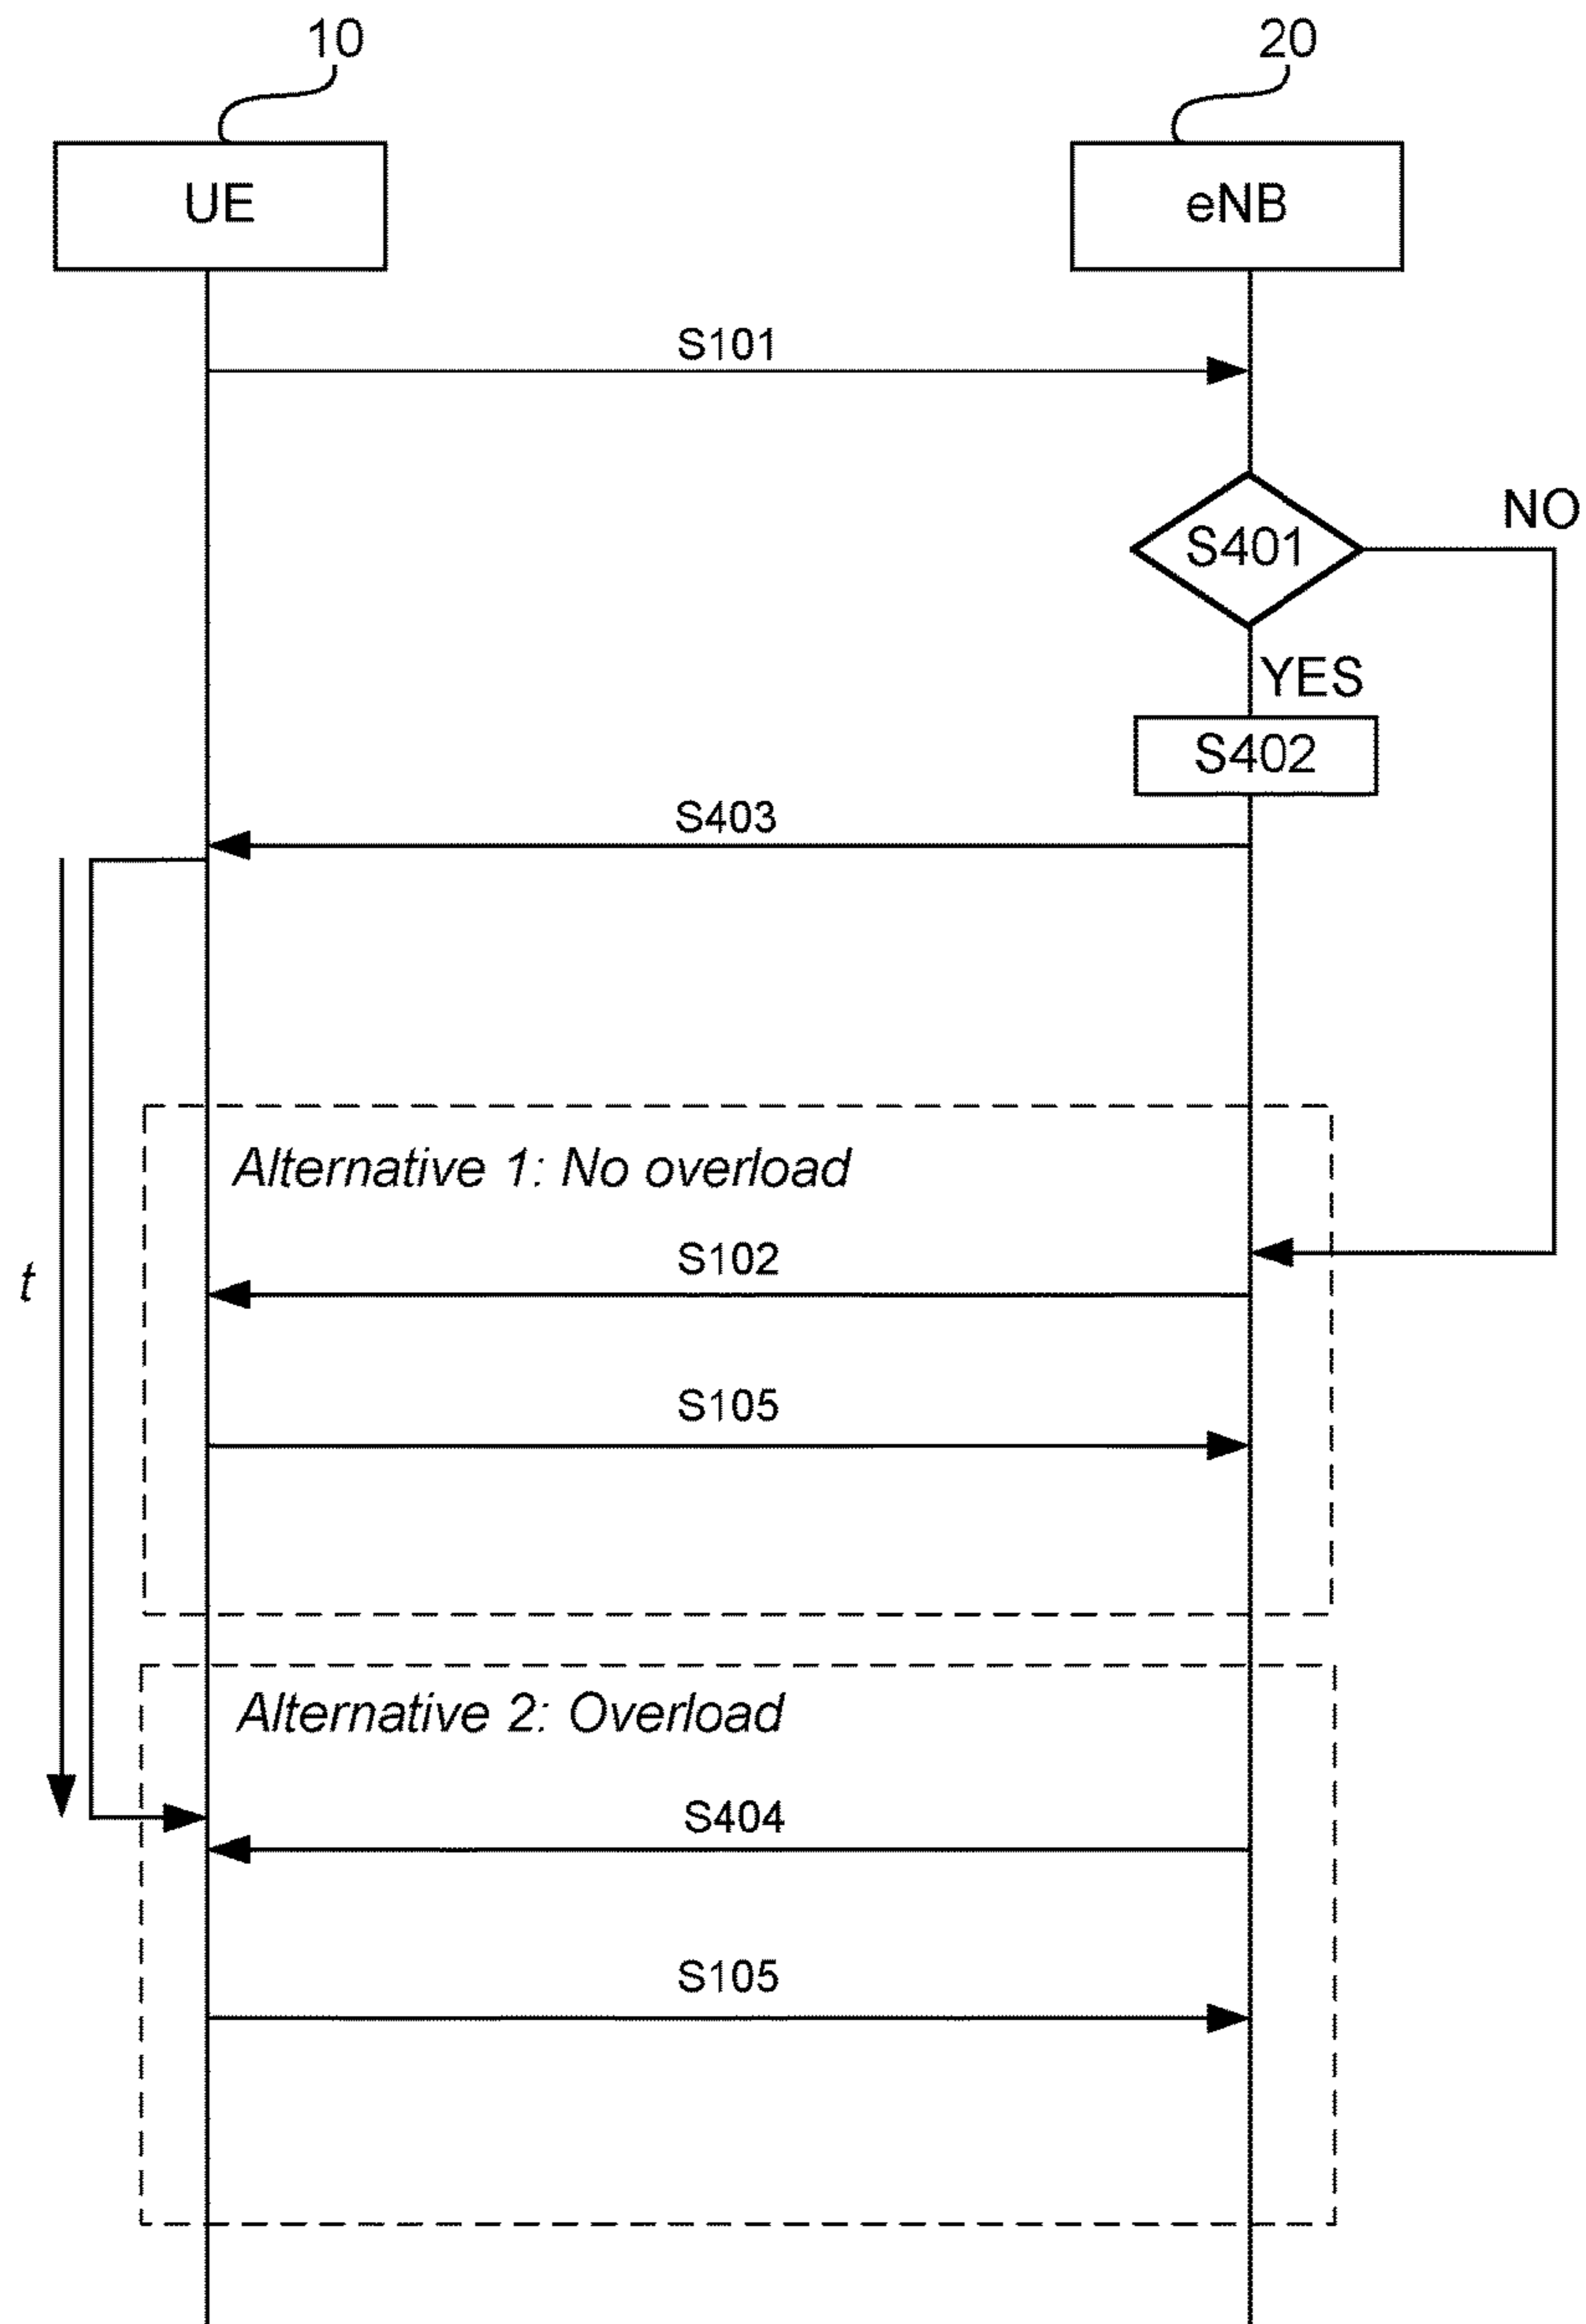 10
20
UE
eNB
S101
NO
S401
YES
S402
S403
Alternative 1: No overload
S102
t
S105
Alternative 2: Overload
S404
S105